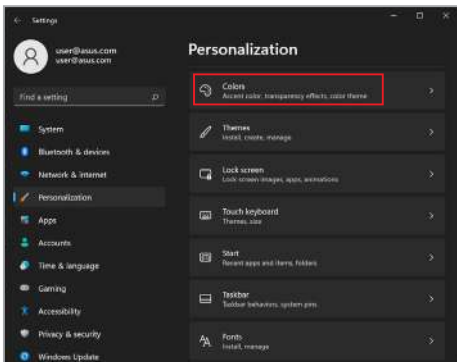 Settings
user@asus.com
user@asus.com
Find a setting
System
Bluetooth & devices
Network & internet
Personalization
Apps
Accounts
Time & language
Gaming
Accessibility
Privacy & security
Windows Update
Personalization
Colors
Accent color, transparency effects, color theme
Themes
Install, create, manage
Lock screen
Lock screen images, apps, animations
Touch keyboard
Themes, size
Start
Recent apps and items, folders
Taskbar
Taskbar behaviors, system pins
Fonts
Install, manage